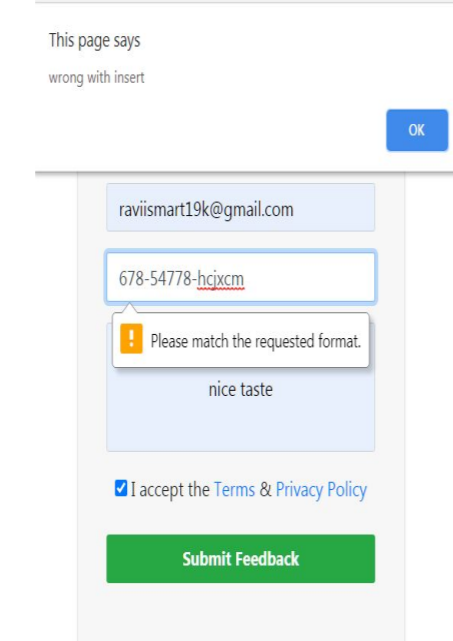 This page says
wrong with insert
OK
raviismart19k@gmail.com
678-54778-hcjxcm
! Please match the requested format.
nice taste
I accept the Terms & Privacy Policy
Submit Feedback